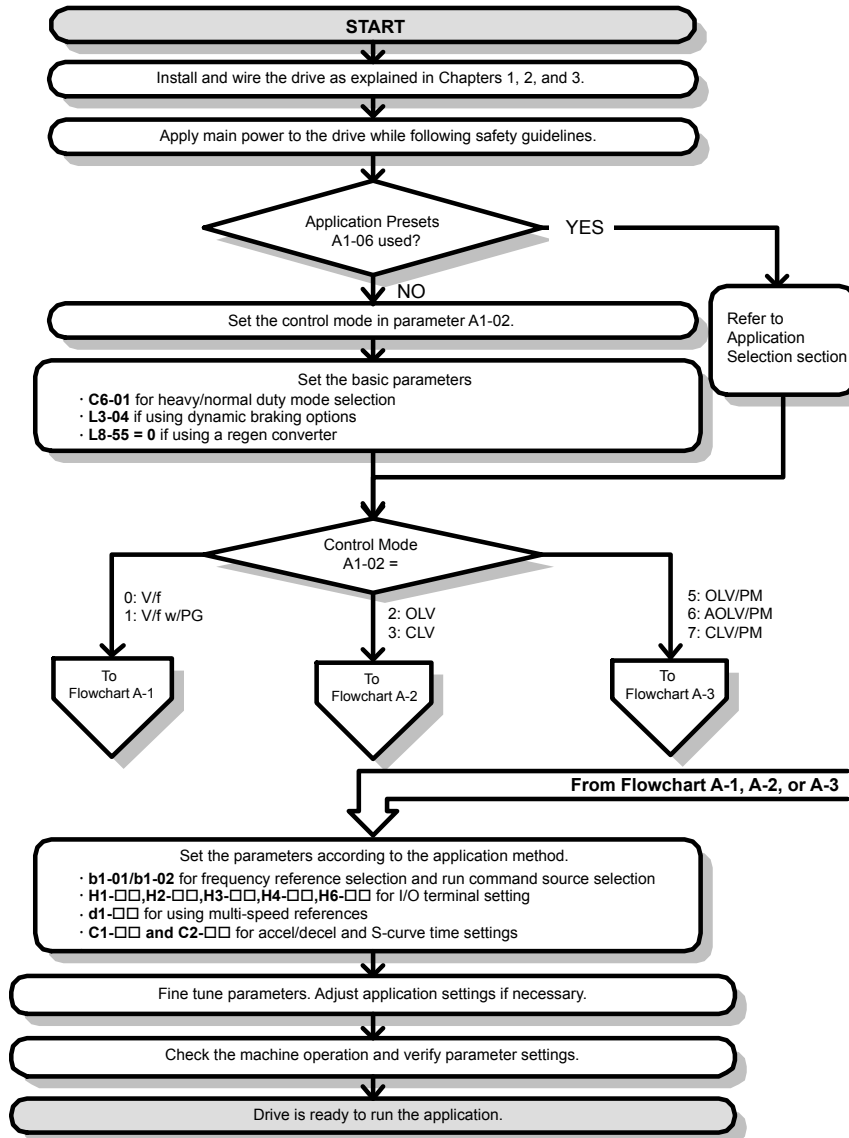 START
Install and wire the drive as explained in Chapters 1, 2, and 3.
Apply main power to the drive while following safety guidelines.
Application Presets
A1-06 used?
YES
NO
Set the control mode in parameter A1-02.
Refer to
Application
Selection section
Set the basic parameters
· C6-01 for heavy/normal duty mode selection
· L3-04 if using dynamic braking options
· L8-55 = 0 if using a regen converter
Control Mode
A1-02 =
0: V/f
1: V/f w/PG
2: OLV
3: CLV
5: OLV/PM
6: AOLV/PM
7: CLV/PM
To
Flowchart A-1
To
Flowchart A-2
To
Flowchart A-3
From Flowchart A-1, A-2, or A-3
Set the parameters according to the application method.
· b1-01/b1-02 for frequency reference selection and run command source selection
· H1-□□,H2-□□,H3-□□,H4-□□,H6-□□ for I/O terminal setting
· d1-□□ for using multi-speed references
· C1-□□ and C2-□□ for accel/decel and S-curve time settings
Fine tune parameters. Adjust application settings if necessary.
Check the machine operation and verify parameter settings.
Drive is ready to run the application.